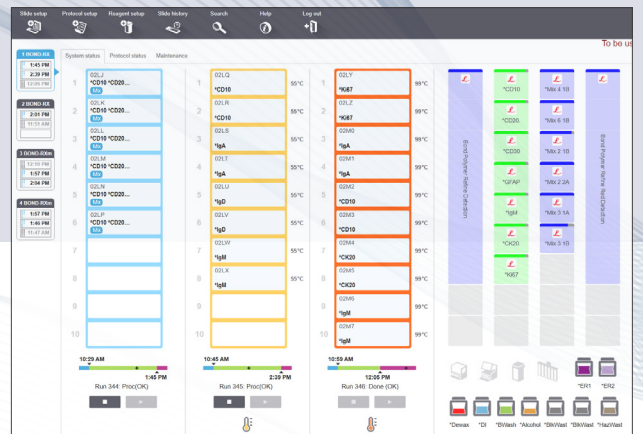 Slide setup Protocol setup Reagent setup Slide history Search Help Log out
To be us
1 BOND-RX
1:45 PM
2:39 PM
12:05 PM
2 BOND-RX
2:01 PM
11:51 AM
3 BOND-RXm
12:10 PM
1:57 PM
2:04 PM
4 BOND-RXm
1:57 PM
1:46 PM
11:47 AM
System status Protocol status Maintenance
1 02LJ
*CD10 *CD20...
Mix
2 02LK
*CD10 *CD20...
Mix
3 02LL
*CD10 *CD20...
Mix
4 02LM
*CD10 *CD20...
Mix
5 02LN
*CD10 *CD20...
Mix
6 02LP
*CD10 *CD20...
Mix
7
8
9
10
10:29 AM
1:45 PM
Run 344: Proc(OK)
1 02LQ 55°C
*CD10
2 02LR 55°C
*CD10
3 02LS 55°C
*IgA
4 02LT 55°C
*IgA
5 02LU 55°C
*IgD
6 02LV 55°C
*IgD
7 02LW 55°C
*IgM
8 02LX 55°C
*IgM
9
10
10:45 AM
2:39 PM
Run 345: Proc(OK)
1 02LY 99°C
*Ki67
2 02LZ 99°C
*Ki67
3 02M0 99°C
*IgA
4 02M1 99°C
*IgA
5 02M2 99°C
*CD10
6 02M3 99°C
*CD10
7 02M4 99°C
*CK20
8 02M5 99°C
*CK20
9 02M6 99°C
*IgM
10 02M7 99°C
*IgM
10:59 AM
12:05 PM
Run 346: Done (OK)
Bond Polymer Refine Detection
*CD10
*CD20
*CD30
*GFAP
*IgM
*CK20
*Ki67
*Mix 4 1B
*Mix 6 1B
*Mix 2 1B
*Mix 2 2A
*Mix 3 1A
*Mix 3 1B
Bond Polymer Refine Red Detection
*ER1 *ER2
*Dewax *DI *BWash *Alcohol *BlkWast *BlkWast *HazWast